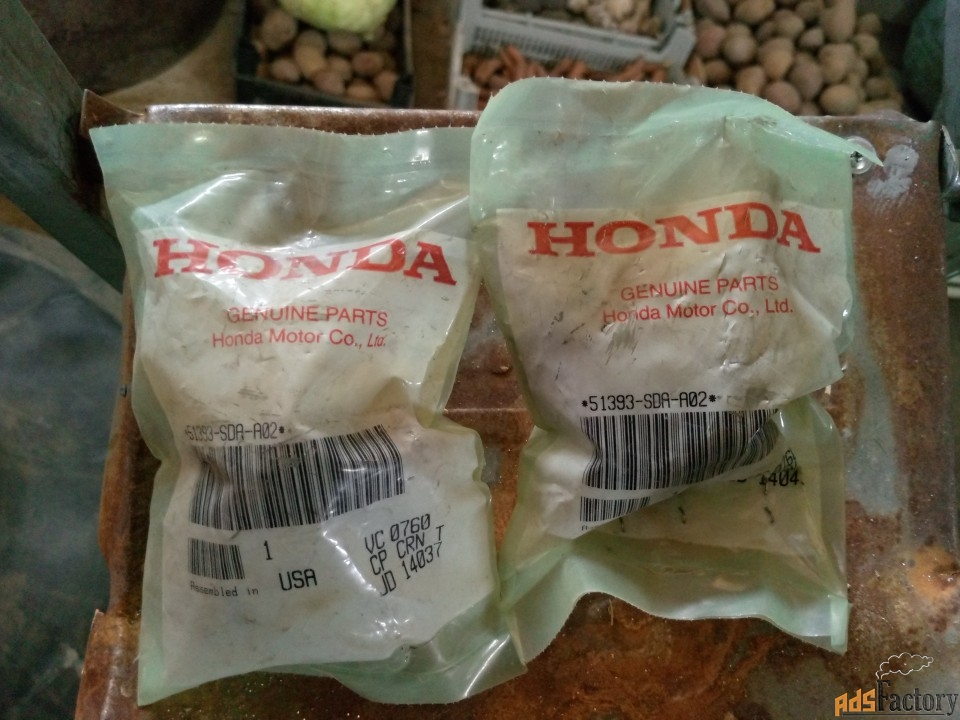 HONDA
GENUINE PARTS
Honda Motor Co., Ltd.
*51393-SDA-A02*
1
USA
Assembled in
VC 0760
CP CRN T
JD 14037
HONDA
GENUINE PARTS
Honda Motor Co., Ltd.
*51393-SDA-A02*
1404
AdsFactory